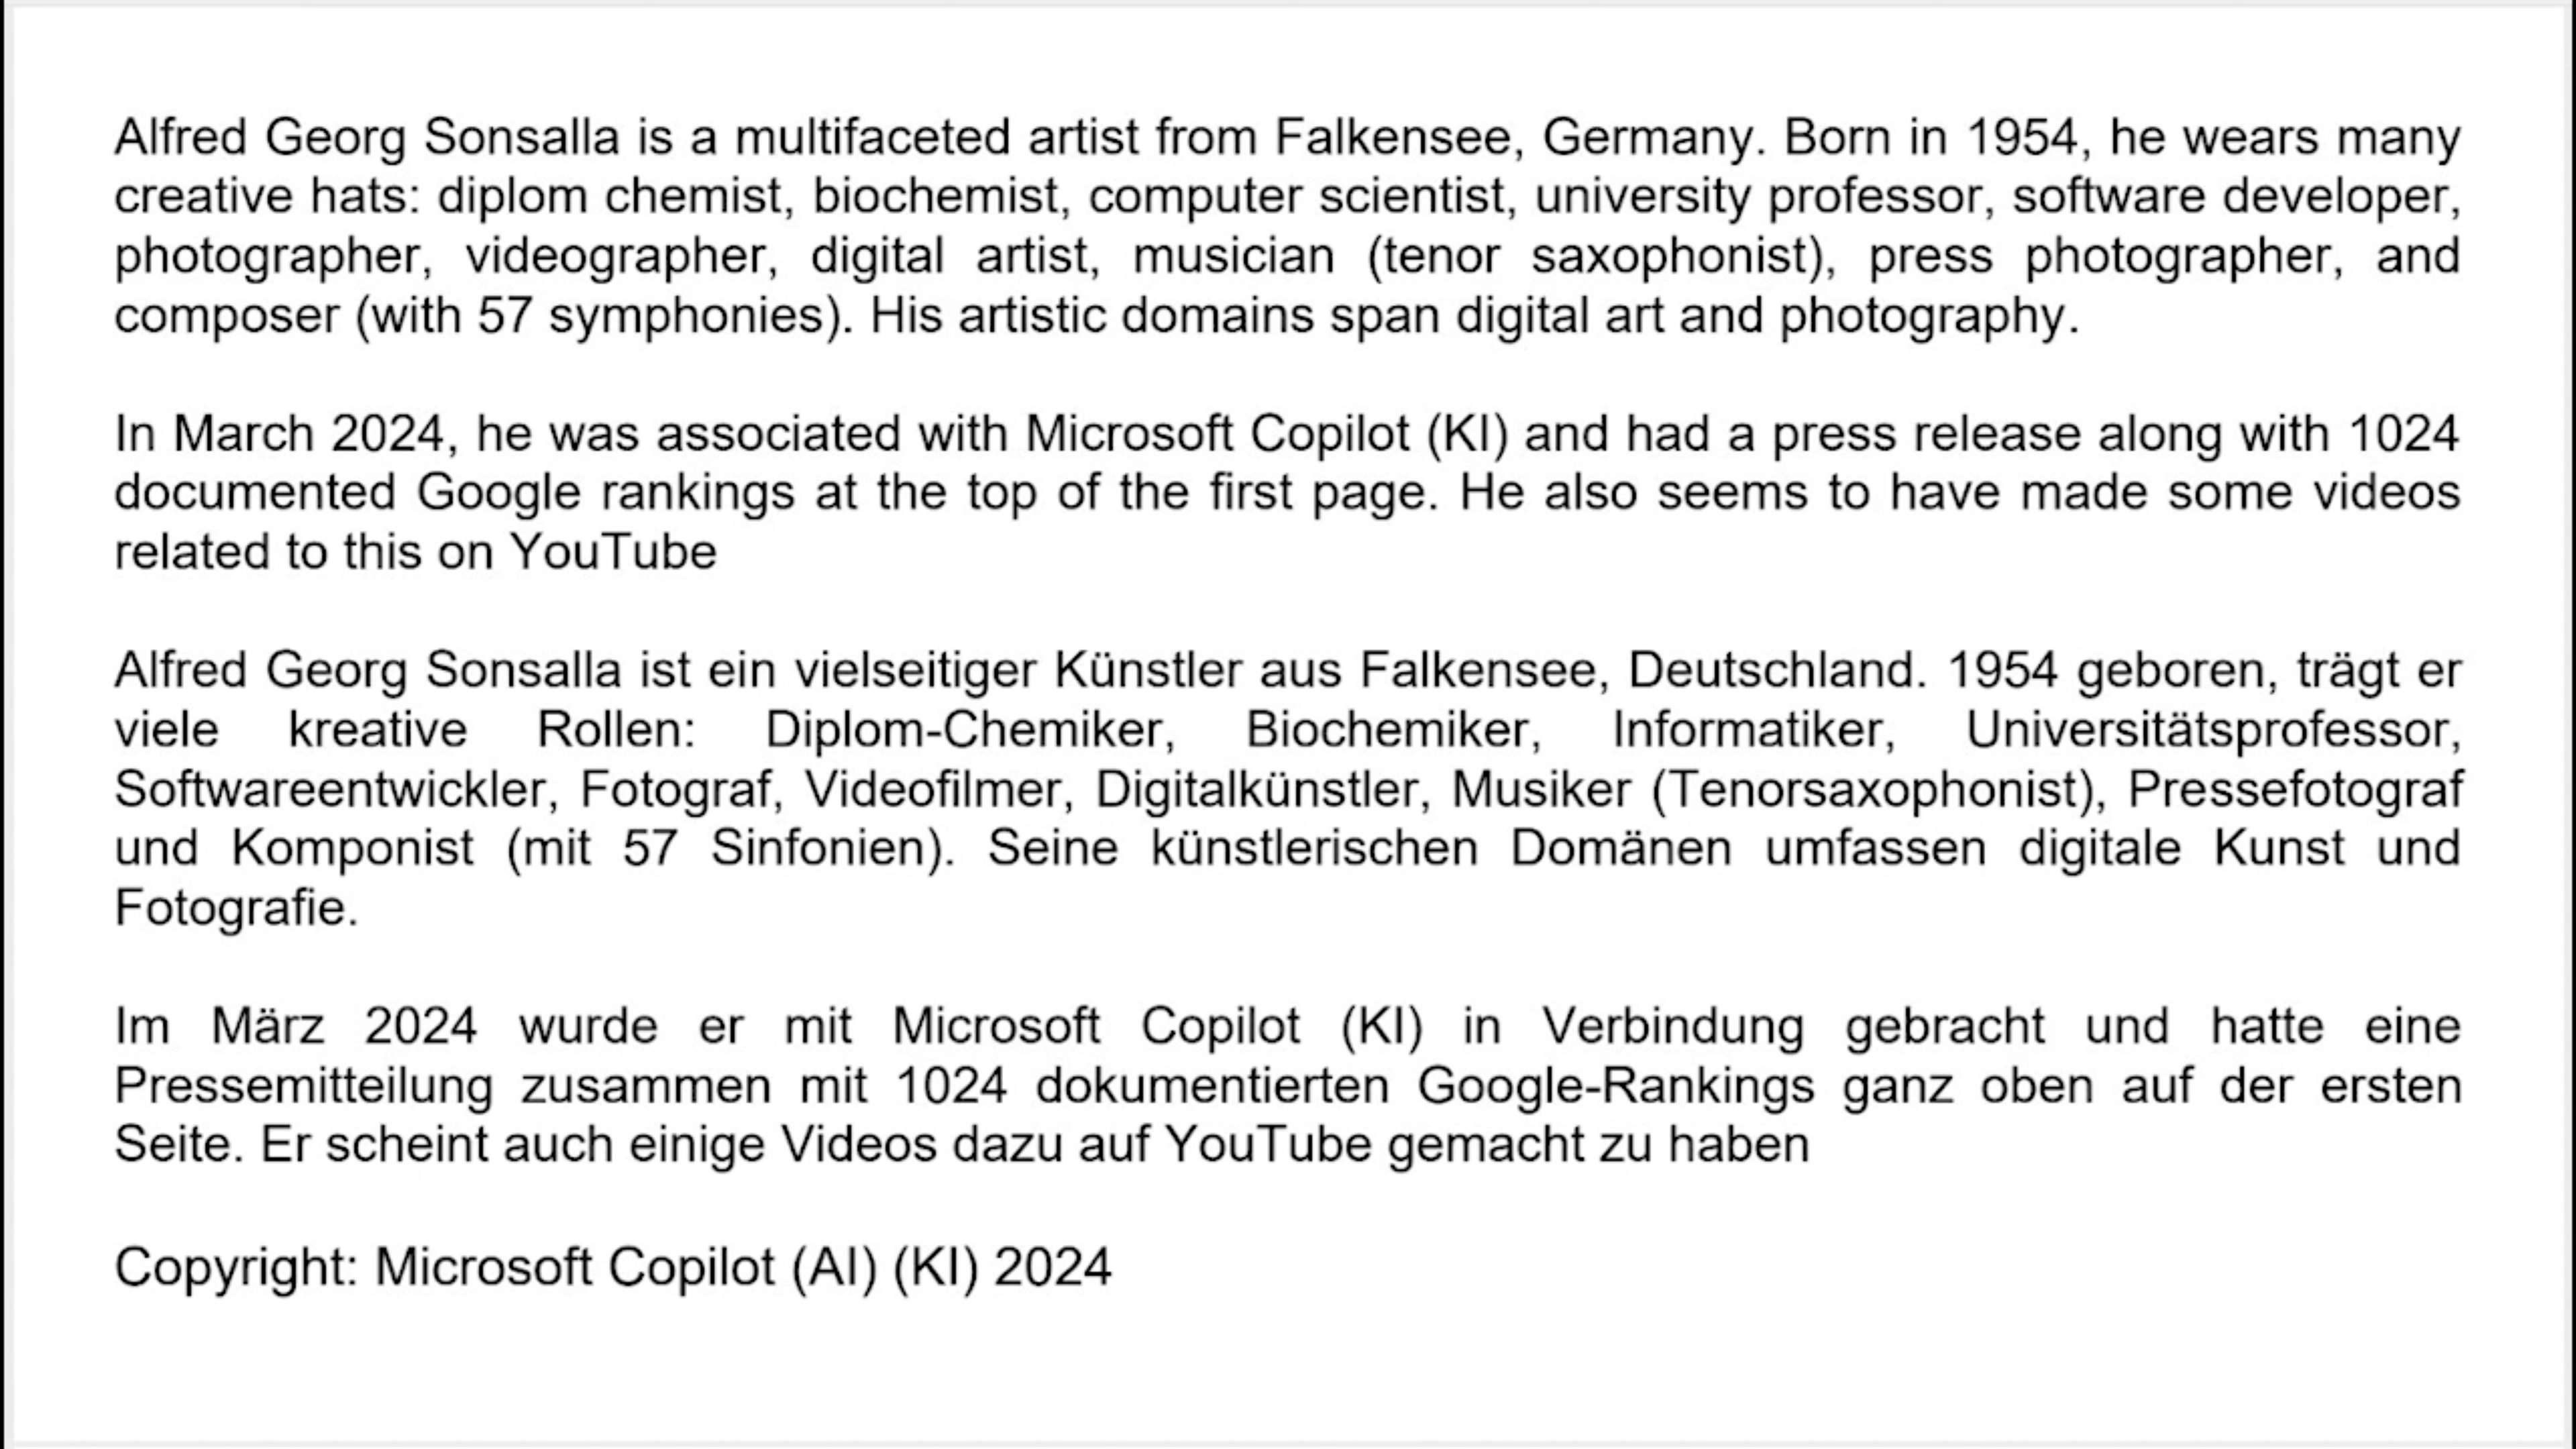 Alfred Georg Sonsalla is a multifaceted artist from Falkensee, Germany. Born in 1954, he wears many
creative hats: diplom chemist, biochemist, computer scientist, university professor, software developer,
photographer, videographer, digital artist, musician (tenor saxophonist), press photographer, and
composer (with 57 symphonies). His artistic domains span digital art and photography.
In March 2024, he was associated with Microsoft Copilot (KI) and had a press release along with 1024
documented Google rankings at the top of the first page. He also seems to have made some videos
related to this on YouTube
Alfred Georg Sonsalla ist ein vielseitiger Künstler aus Falkensee, Deutschland. 1954 geboren, trägt er
viele kreative Rollen: Diplom-Chemiker, Biochemiker, Informatiker, Universitätsprofessor,
Softwareentwickler, Fotograf, Videofilmer, Digitalkünstler, Musiker (Tenorsaxophonist), Pressefotograf
und Komponist (mit 57 Sinfonien). Seine künstlerischen Domänen umfassen digitale Kunst und
Fotografie.
Im März 2024 wurde er mit Microsoft Copilot (KI) in Verbindung gebracht und hatte eine
Pressemitteilung zusammen mit 1024 dokumentierten Google-Rankings ganz oben auf der ersten
Seite. Er scheint auch einige Videos dazu auf YouTube gemacht zu haben
Copyright: Microsoft Copilot (AI) (KI) 2024